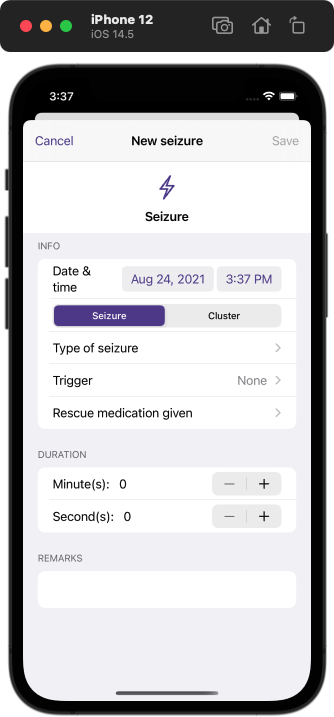 iPhone 12
iOS 14.5
3:37
Cancel New seizure Save
Seizure
INFO
Date & time Aug 24, 2021 3:37 PM
Seizure Cluster
Type of seizure
Trigger None
Rescue medication given
DURATION
Minute(s): 0
Second(s): 0
REMARKS